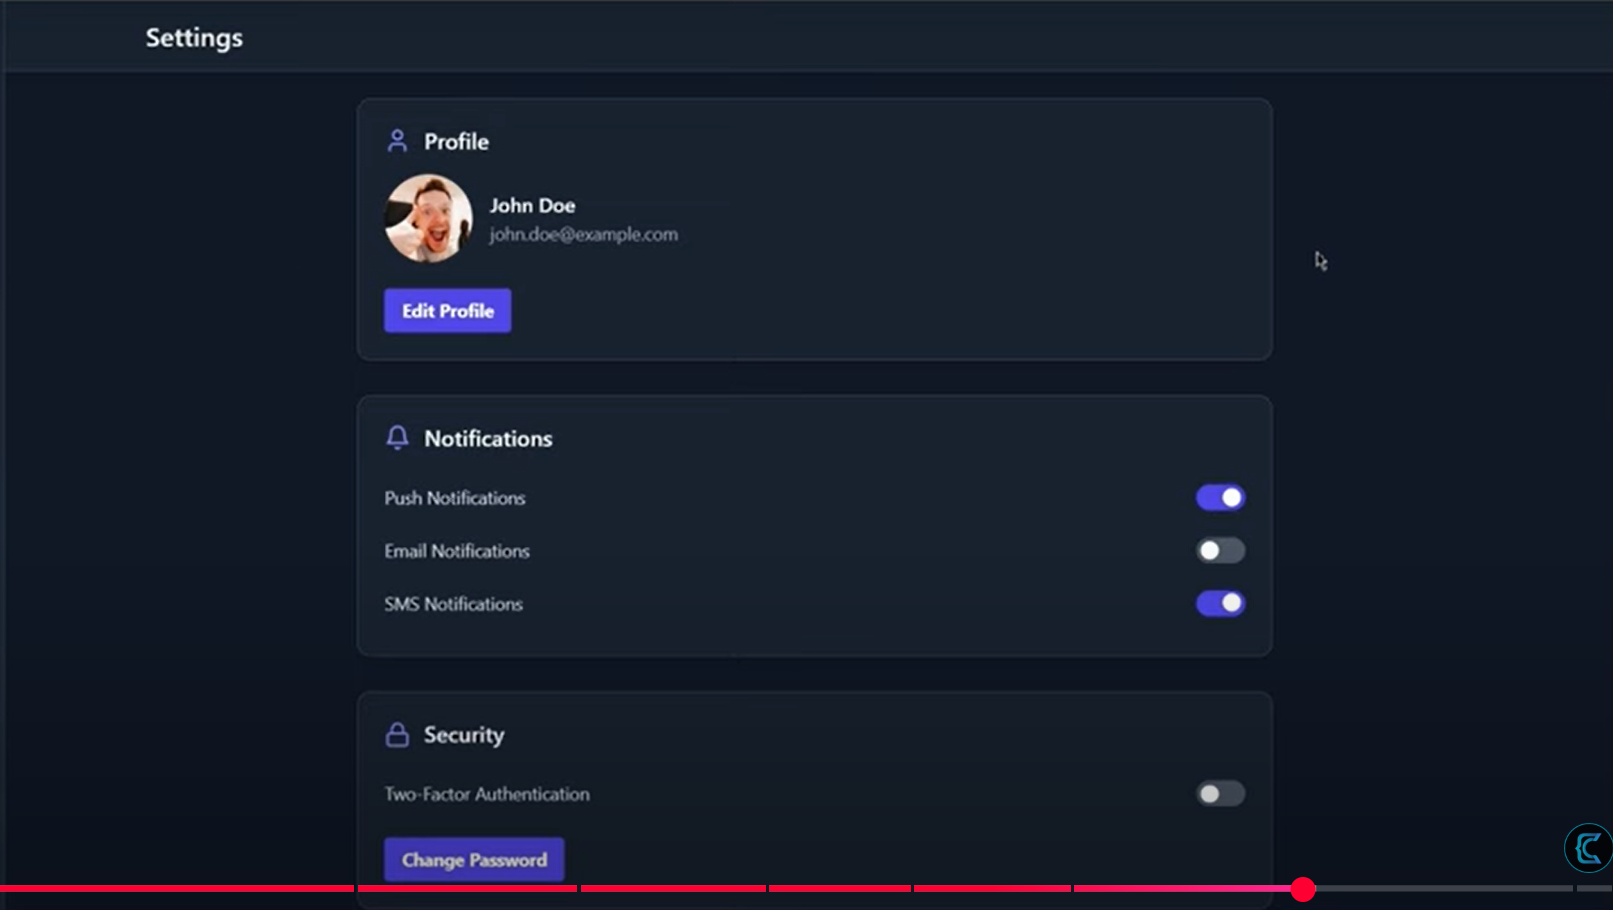 Settings
Profile
John Doe
john.doe@example.com
Edit Profile
Notifications
Push Notifications
Email Notifications
SMS Notifications
Security
Two-Factor Authentication
Change Password